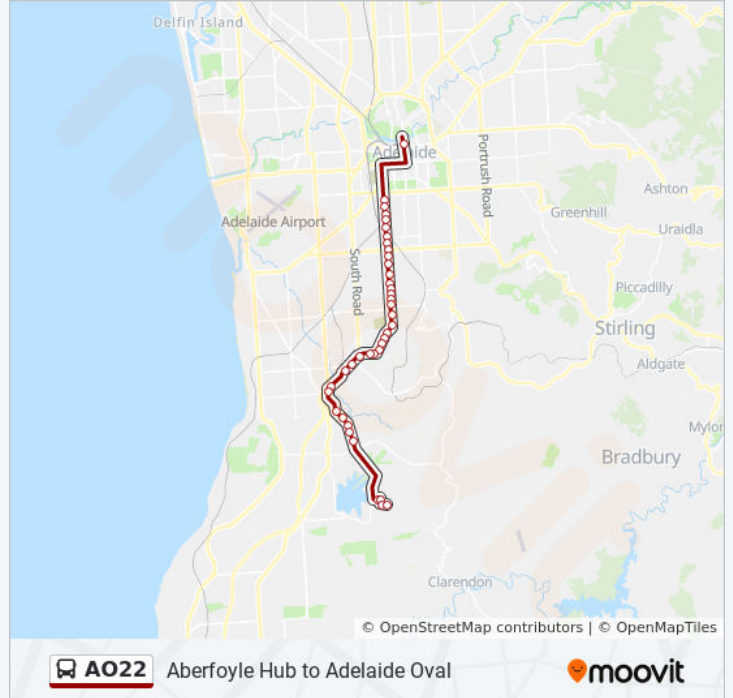 Delfin Island
Adelaide
Portrush Road
Ashton
Greenhill
Uraidla
Adelaide Airport
South Road
Piccadilly
Stirling
Aldgate
Mylor
Bradbury
Clarendon
© OpenStreetMap contributors | © OpenMapTiles
AO22 Aberfoyle Hub to Adelaide Oval
moovit